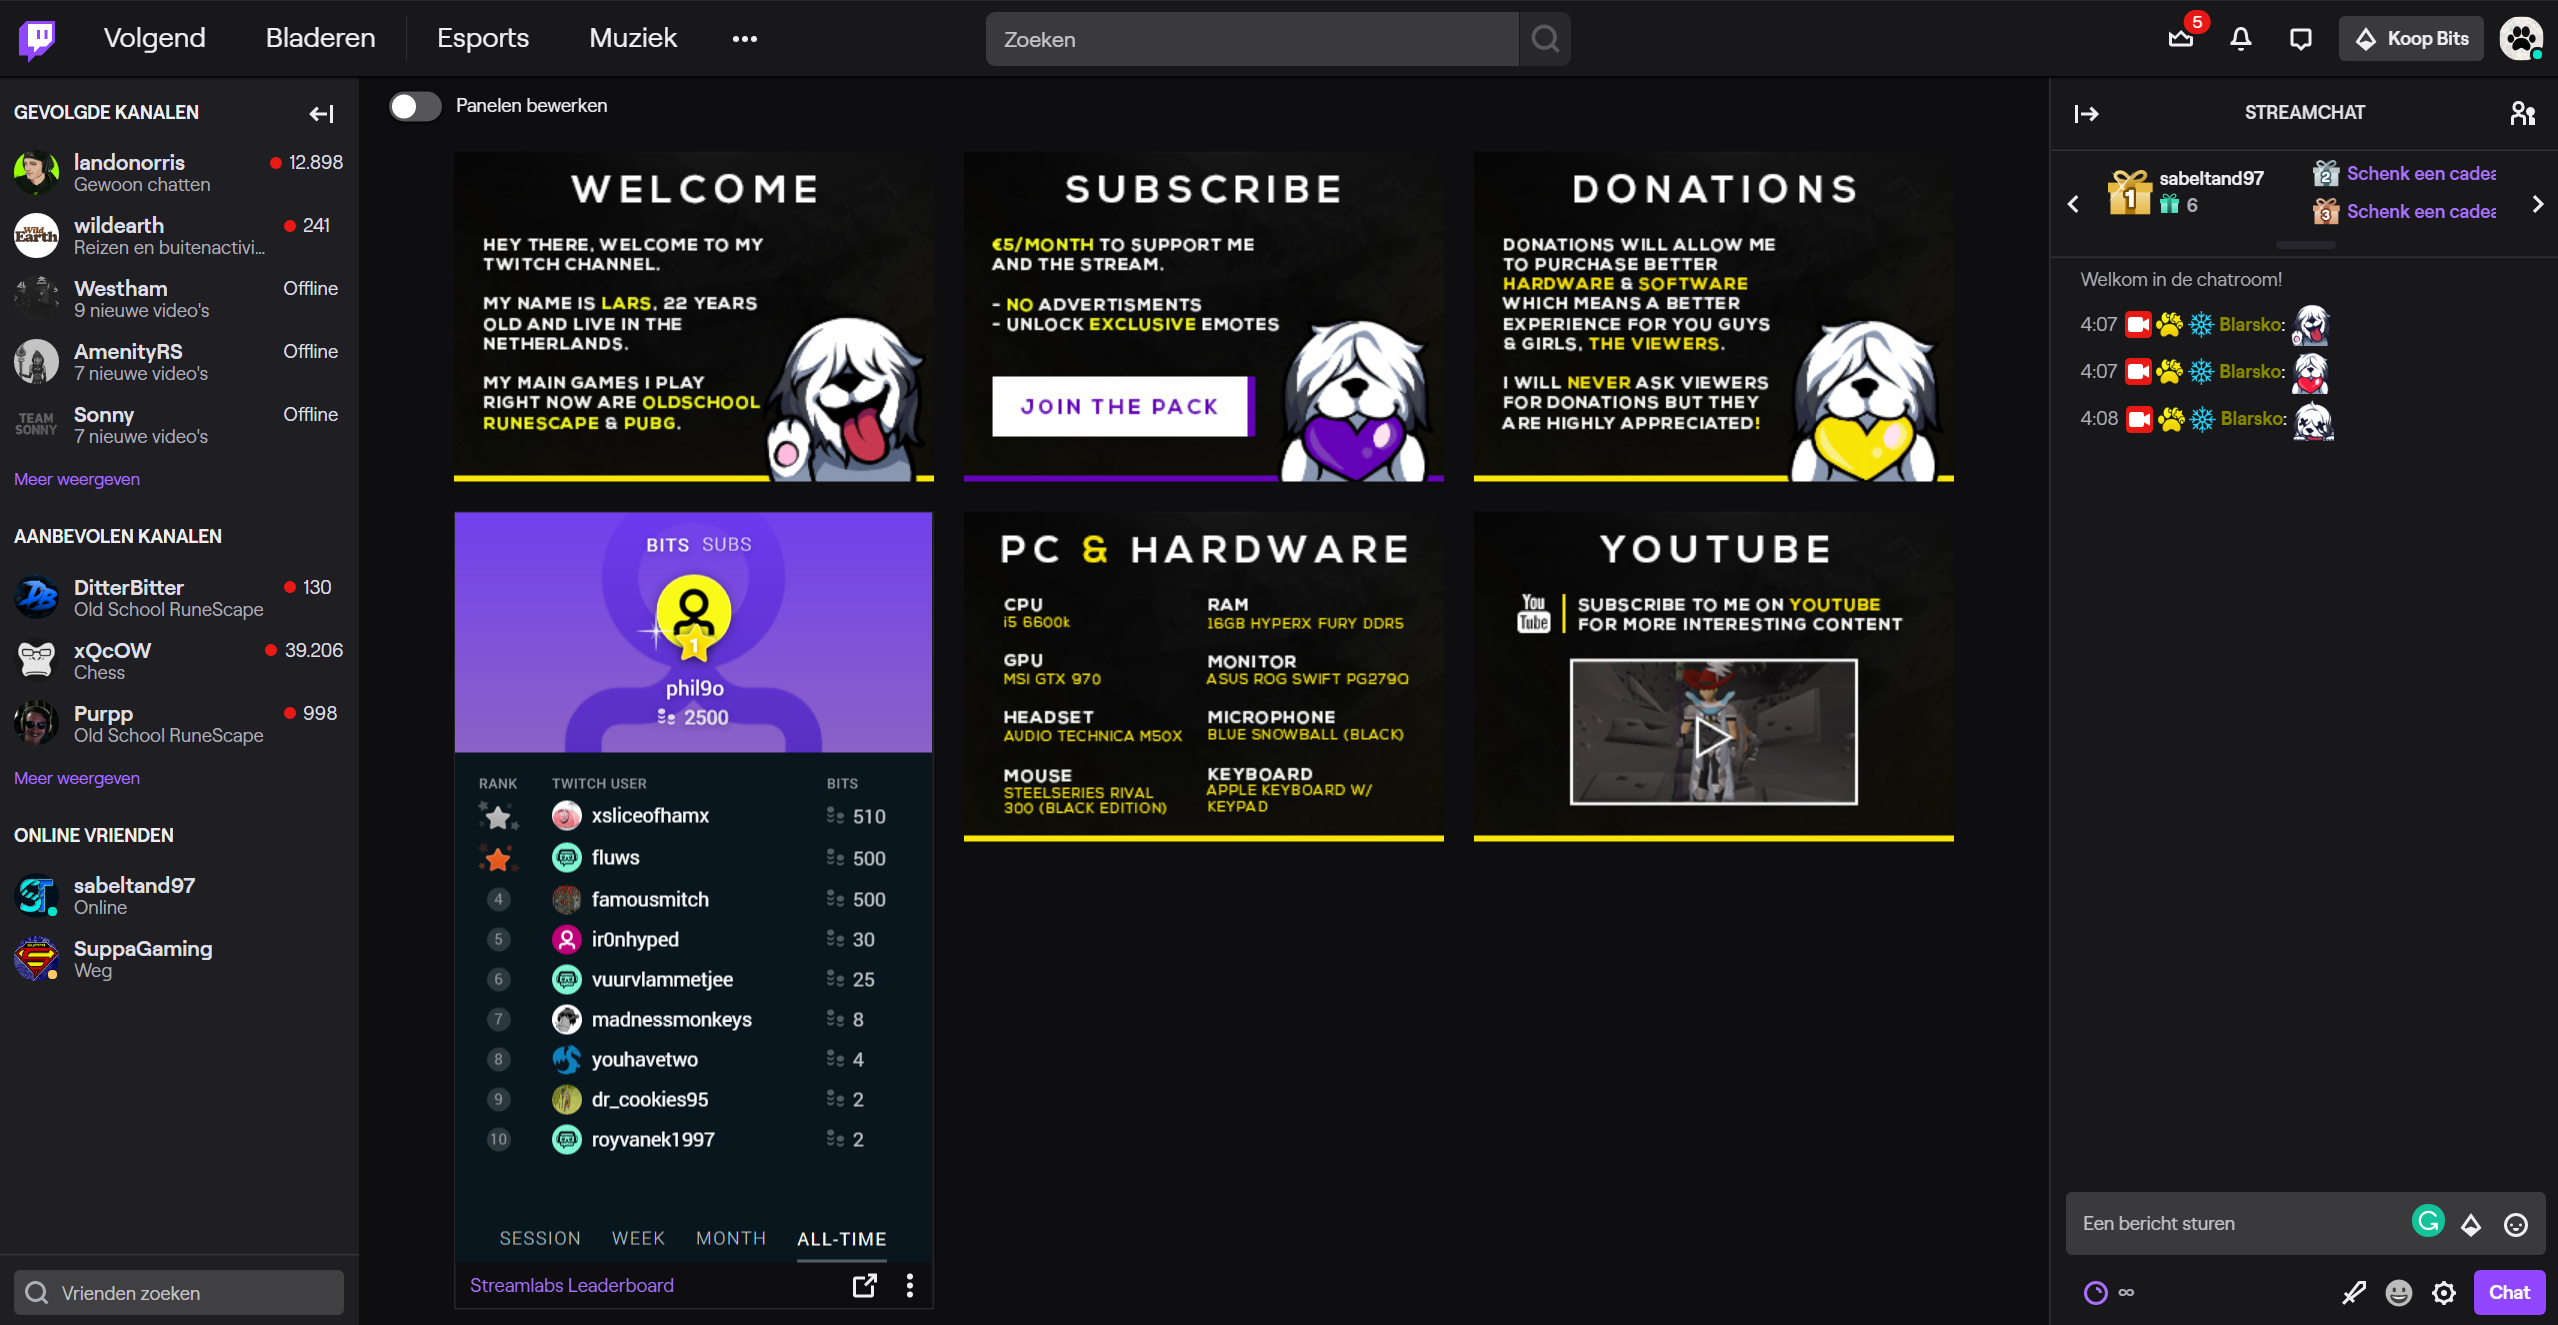 Volgend
Bladeren
Esports
Muziek
Zoeken
5
Koop Bits
GEVOLGDE KANALEN
landonorris
12.898
Gewoon chatten
Wild Earth
wildearth
241
Reizen en buitenactivi...
Westham
Offline
9 nieuwe video's
AmenityRS
Offline
7 nieuwe video's
TEAM SONNY
Sonny
Offline
7 nieuwe video's
Meer weergeven
AANBEVOLEN KANALEN
DB
DitterBitter
130
Old School RuneScape
xQcOW
39.206
Chess
Purpp
998
Old School RuneScape
Meer weergeven
ONLINE VRIENDEN
ST
sabeltand97
Online
SuppaGaming
Weg
Vrienden zoeken
Panelen bewerken
WELCOME
HEY THERE, WELCOME TO MY
TWITCH CHANNEL.
MY NAME IS LARS, 22 YEARS
OLD AND LIVE IN THE
NETHERLANDS.
MY MAIN GAMES I PLAY
RIGHT NOW ARE OLDSCHOOL
RUNESCAPE & PUBG.
SUBSCRIBE
€5/MONTH TO SUPPORT ME
AND THE STREAM.
- NO ADVERTISMENTS
- UNLOCK EXCLUSIVE EMOTES
JOIN THE PACK
DONATIONS
DONATIONS WILL ALLOW ME
TO PURCHASE BETTER
HARDWARE & SOFTWARE
WHICH MEANS A BETTER
EXPERIENCE FOR YOU GUYS
& GIRLS, THE VIEWERS.
I WILL NEVER ASK VIEWERS
FOR DONATIONS BUT THEY
ARE HIGHLY APPRECIATED!
BITS SUBS
1
phil9o
2500
RANK TWITCH USER BITS
xsliceofhamx 510
fluws 500
4 famousmitch 500
5 ir0nhyped 30
6 vuurvlammetjee 25
7 madnessmonkeys 8
8 youhavetwo 4
9 dr_cookies95 2
10 royvanek1997 2
SESSION WEEK MONTH ALL-TIME
Streamlabs Leaderboard
PC & HARDWARE
CPU
i5 6600k
RAM
16GB HYPERX FURY DDR5
GPU
MSI GTX 970
MONITOR
ASUS ROG SWIFT PG279Q
HEADSET
AUDIO TECHNICA M50X
MICROPHONE
BLUE SNOWBALL (BLACK)
MOUSE
STEELSERIES RIVAL
300 (BLACK EDITION)
KEYBOARD
APPLE KEYBOARD W/
KEYPAD
YOUTUBE
You Tube
SUBSCRIBE TO ME ON YOUTUBE
FOR MORE INTERESTING CONTENT
STREAMCHAT
1
sabeltand97
6
2 Schenk een cadea
3 Schenk een cadea
Welkom in de chatroom!
4:07 Blarsko:
4:07 Blarsko:
4:08 Blarsko:
Een bericht sturen
∞
Chat